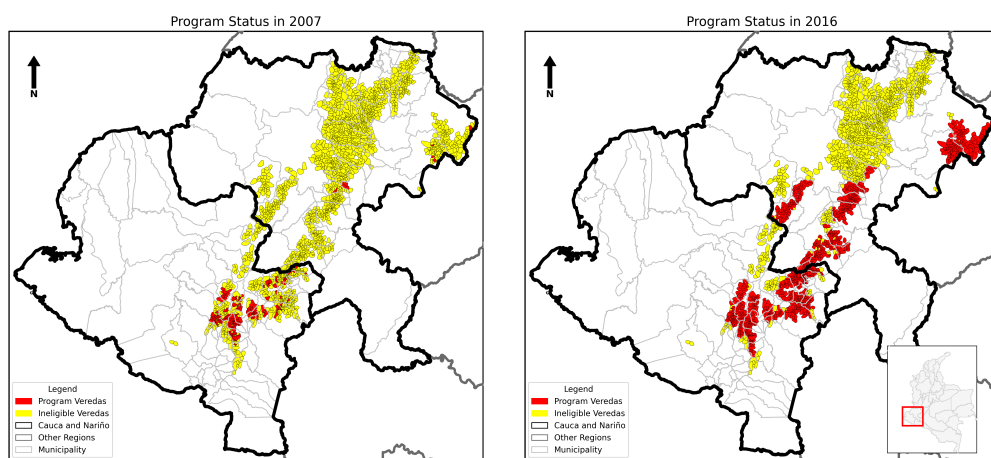 Program Status in 2007
N
Legend
Program Veredas
Ineligible Veredas
Cauca and Nariño
Other Regions
Municipality
Program Status in 2016
N
Legend
Program Veredas
Ineligible Veredas
Cauca and Nariño
Other Regions
Municipality